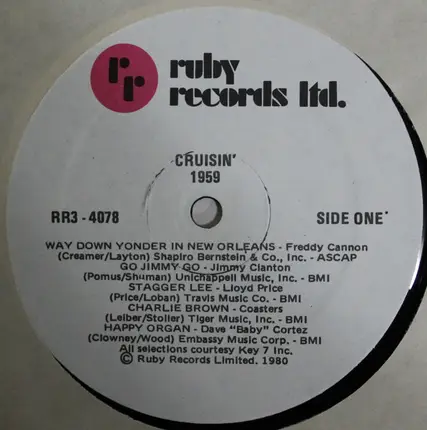 rr
ruby
records ltd.
CRUISIN'
1959
RR3 - 4078
SIDE ONE
WAY DOWN YONDER IN NEW ORLEANS - Freddy Cannon
(Creamer/Layton) Shapiro Bernstein & Co., Inc. - ASCAP
GO JIMMY GO - Jimmy Clanton
(Pomus/Shuman) Unichappell Music, Inc. - BMI
STAGGER LEE - Lloyd Price
(Price/Loban) Travis Music Co. - BMI
CHARLIE BROWN - Coasters
(Leiber/Stoller) Tiger Music, Inc. - BMI
HAPPY ORGAN - Dave "Baby" Cortez
(Clowney/Wood) Embassy Music Corp. - BMI
All selections courtesy Key 7 Inc.
© Ruby Records Limited. 1980